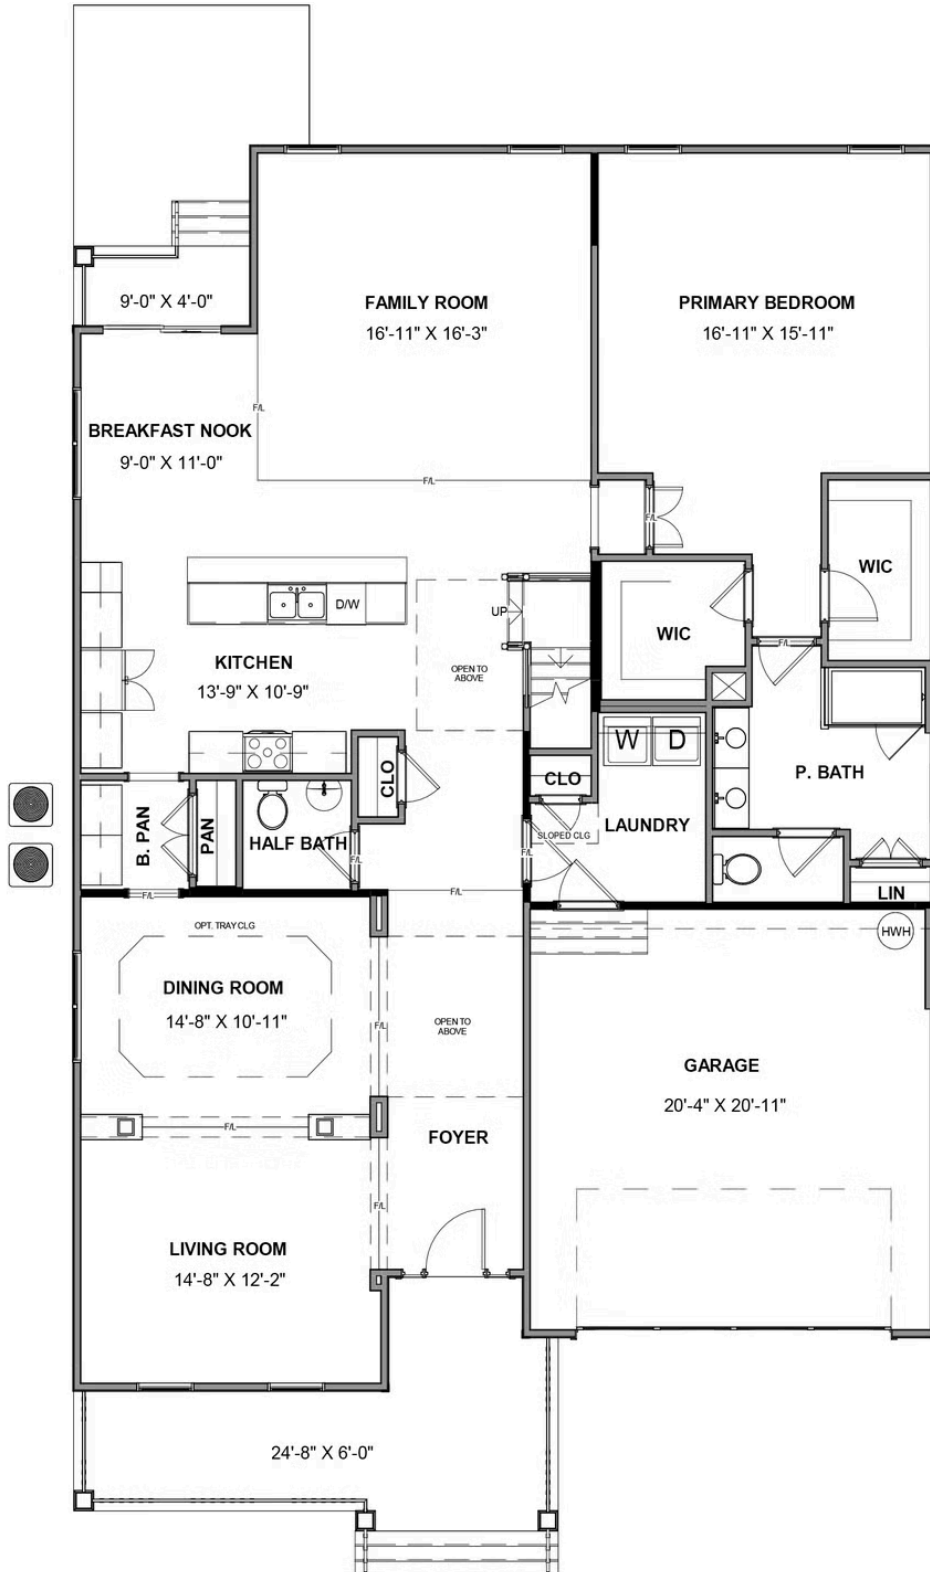 FAMILY ROOM
16'-11" X 16'-3"
PRIMARY BEDROOM
16'-11" X 15'-11"
9'-0" X 4'-0"
F/L
BREAKFAST NOOK
9'-0" X 11'-0"
F/L
F/L
WIC
D/W
UP
WIC
F/L
KITCHEN
13'-9" X 10'-9"
OPEN TO
ABOVE
W
D
CLO
CLO
P. BATH
B. PAN
PAN
HALF BATH
F/L
F/L
SLOPED CLG
LAUNDRY
F/L
F/L
LIN
OPT. TRAY CLG
HWH
DINING ROOM
14'-8" X 10'-11"
F/L
OPEN TO
ABOVE
GARAGE
20'-4" X 20'-11"
F/L
FOYER
F/L
LIVING ROOM
14'-8" X 12'-2"
24'-8" X 6'-0"